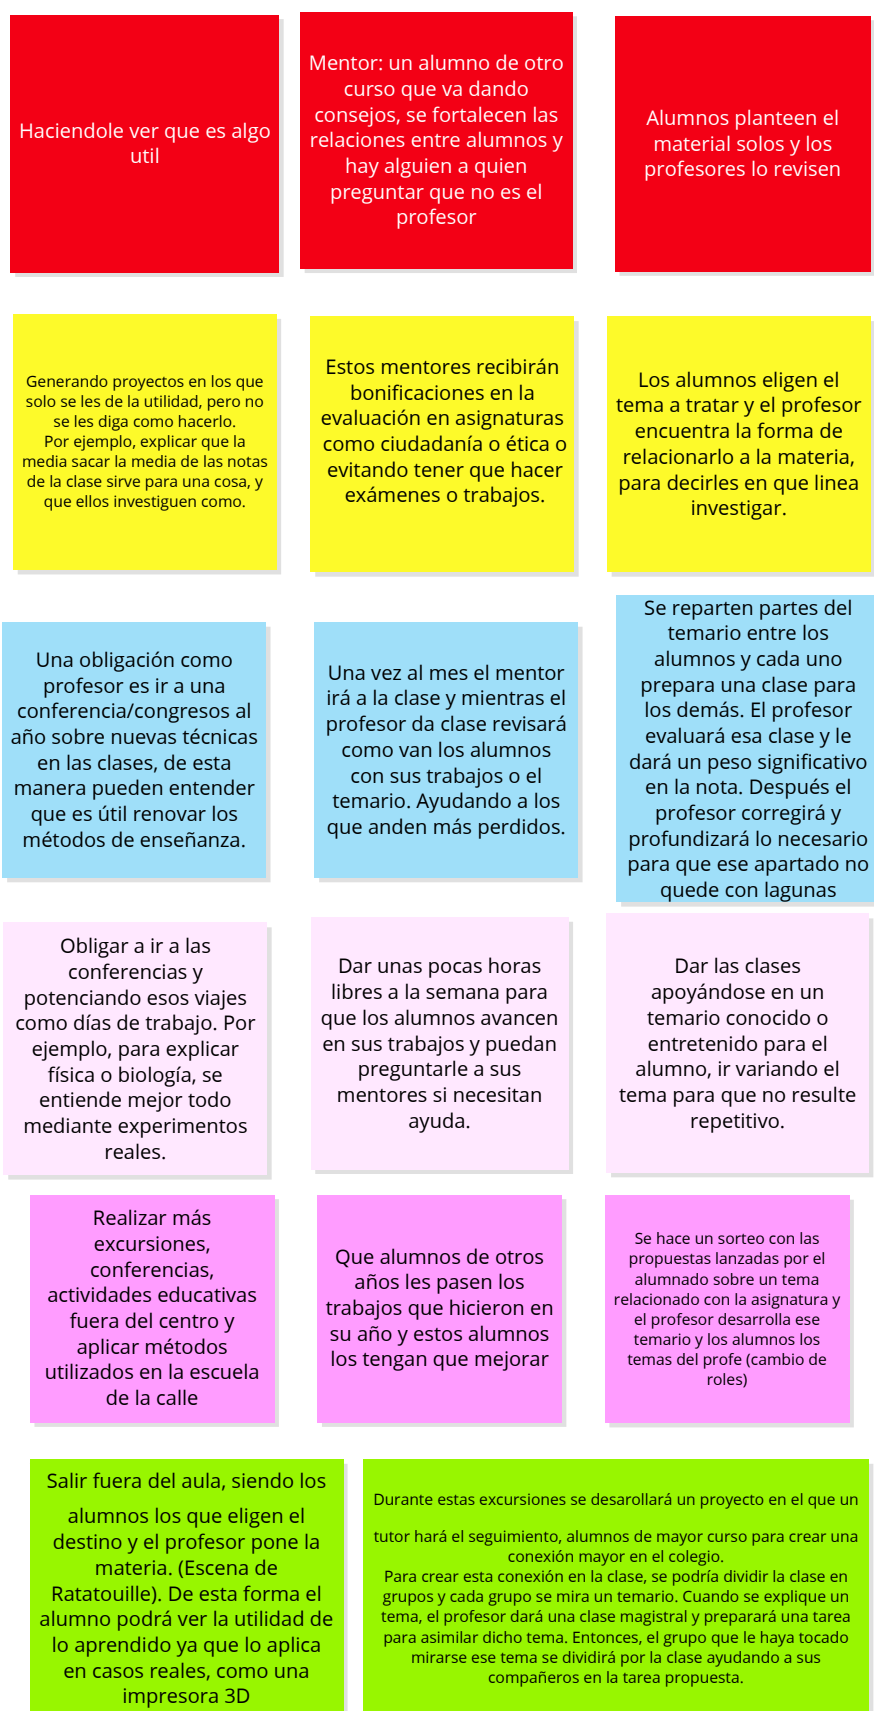 Haciendole ver que es algo
util
Mentor: un alumno de otro
curso que va dando
consejos, se fortalecen las
relaciones entre alumnos y
hay alguien a quien
preguntar que no es el
profesor
Alumnos planteen el
material solos y los
profesores lo revisen
Generando proyectos en los que
solo se les de la utilidad, pero no
se les diga como hacerlo.
Por ejemplo, explicar que la
media sacar la media de las notas
de la clase sirve para una cosa, y
que ellos investiguen como.
Estos mentores recibirán
bonificaciones en la
evaluación en asignaturas
como ciudadanía o ética o
evitando tener que hacer
exámenes o trabajos.
Los alumnos eligen el
tema a tratar y el profesor
encuentra la forma de
relacionarlo a la materia,
para decirles en que linea
investigar.
Una obligación como
profesor es ir a una
conferencia/congresos al
año sobre nuevas técnicas
en las clases, de esta
manera pueden entender
que es útil renovar los
métodos de enseñanza.
Una vez al mes el mentor
irá a la clase y mientras el
profesor da clase revisará
como van los alumnos
con sus trabajos o el
temario. Ayudando a los
que anden más perdidos.
Se reparten partes del
temario entre los
alumnos y cada uno
prepara una clase para
los demás. El profesor
evaluará esa clase y le
dará un peso significativo
en la nota. Después el
profesor corregirá y
profundizará lo necesario
para que ese apartado no
quede con lagunas
Obligar a ir a las
conferencias y
potenciando esos viajes
como días de trabajo. Por
ejemplo, para explicar
física o biología, se
entiende mejor todo
mediante experimentos
reales.
Dar unas pocas horas
libres a la semana para
que los alumnos avancen
en sus trabajos y puedan
preguntarle a sus
mentores si necesitan
ayuda.
Dar las clases
apoyándose en un
temario conocido o
entretenido para el
alumno, ir variando el
tema para que no resulte
repetitivo.
Realizar más
excursiones,
conferencias,
actividades educativas
fuera del centro y
aplicar métodos
utilizados en la escuela
de la calle
Que alumnos de otros
años les pasen los
trabajos que hicieron en
su año y estos alumnos
los tengan que mejorar
Se hace un sorteo con las
propuestas lanzadas por el
alumnado sobre un tema
relacionado con la asignatura y
el profesor desarrolla ese
temario y los alumnos los
temas del profe (cambio de
roles)
Salir fuera del aula, siendo los
alumnos los que eligen el
destino y el profesor pone la
materia. (Escena de
Ratatouille). De esta forma el
alumno podrá ver la utilidad de
lo aprendido ya que lo aplica
en casos reales, como una
impresora 3D
Durante estas excursiones se desarollará un proyecto en el que un
tutor hará el seguimiento, alumnos de mayor curso para crear una
conexión mayor en el colegio.
Para crear esta conexión en la clase, se podría dividir la clase en
grupos y cada grupo se mira un temario. Cuando se explique un
tema, el profesor dará una clase magistral y preparará una tarea
para asimilar dicho tema. Entonces, el grupo que le haya tocado
mirarse ese tema se dividirá por la clase ayudando a sus
compañeros en la tarea propuesta.